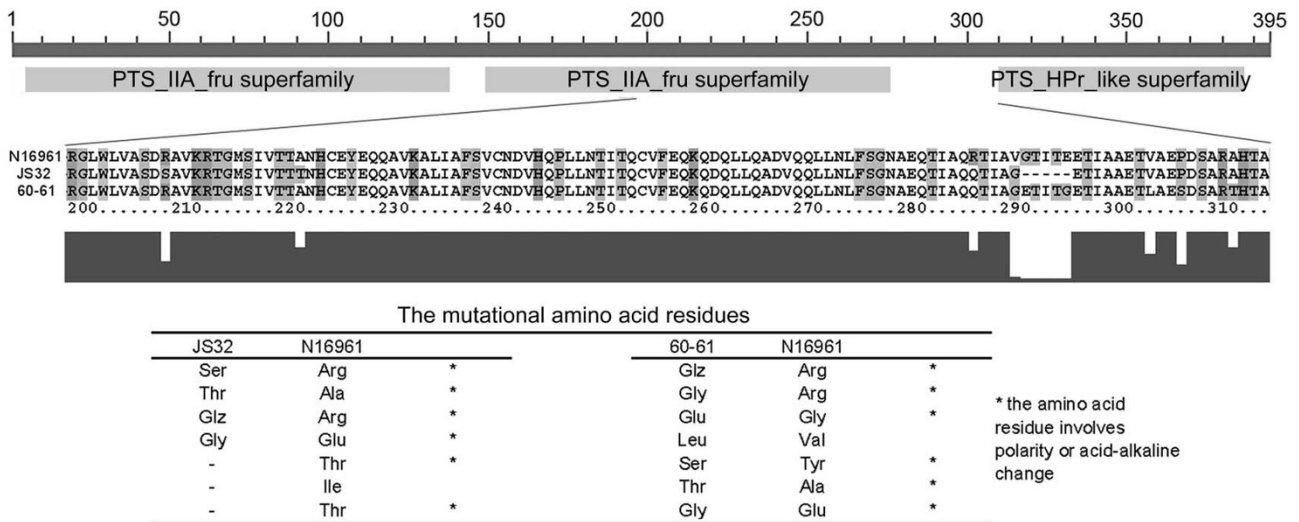 1 50 100 150 200 250 300 350 395
PTS_IIA_fru superfamily PTS_IIA_fru superfamily PTS_HPr_like superfamily
N16961 RGLWLVASDRAVKRTGMSIVTTANHCEYEQQAVKALIAFSVCNDVHQPLLNTITQCVFEQKQDQLLQADVQQLLNLFSGNAEQTIAQRTIAVGTITEETIAAETVAEPDSARAHTA
JS32 RGLWLVASDSAVKRTGMSIVTTTNHCEYEQQAVKALIAFSVCNDVHQPLLNTITQCVFEQKQDQLLQADVQQLLNLFSGNAEQTIAQQTIAG-----ETIAAETVAEPDSARAHTA
60-61 RGLWLVASDSAVKRTGMSIVTTANHCEYEQQAVKALIAFSVCNDVHQPLLNTITQCVFEQKQDQLLQADVQQLLNLFSGNAEQTIAQQTIAGETITGETIAAETLAESDSARTHTA
200.......210.......220.......230.......240.......250.......260.......270.......280.......290.......300.......310....
The mutational amino acid residues
JS32 N16961 60-61 N16961
Ser Arg * Glz Arg *
Thr Ala * Gly Arg *
Glz Arg * Glu Gly *
Gly Glu * Leu Val
- Thr * Ser Tyr *
- Ile Thr Ala *
- Thr * Gly Glu *
* the amino acid
residue involves
polarity or acid-alkaline
change